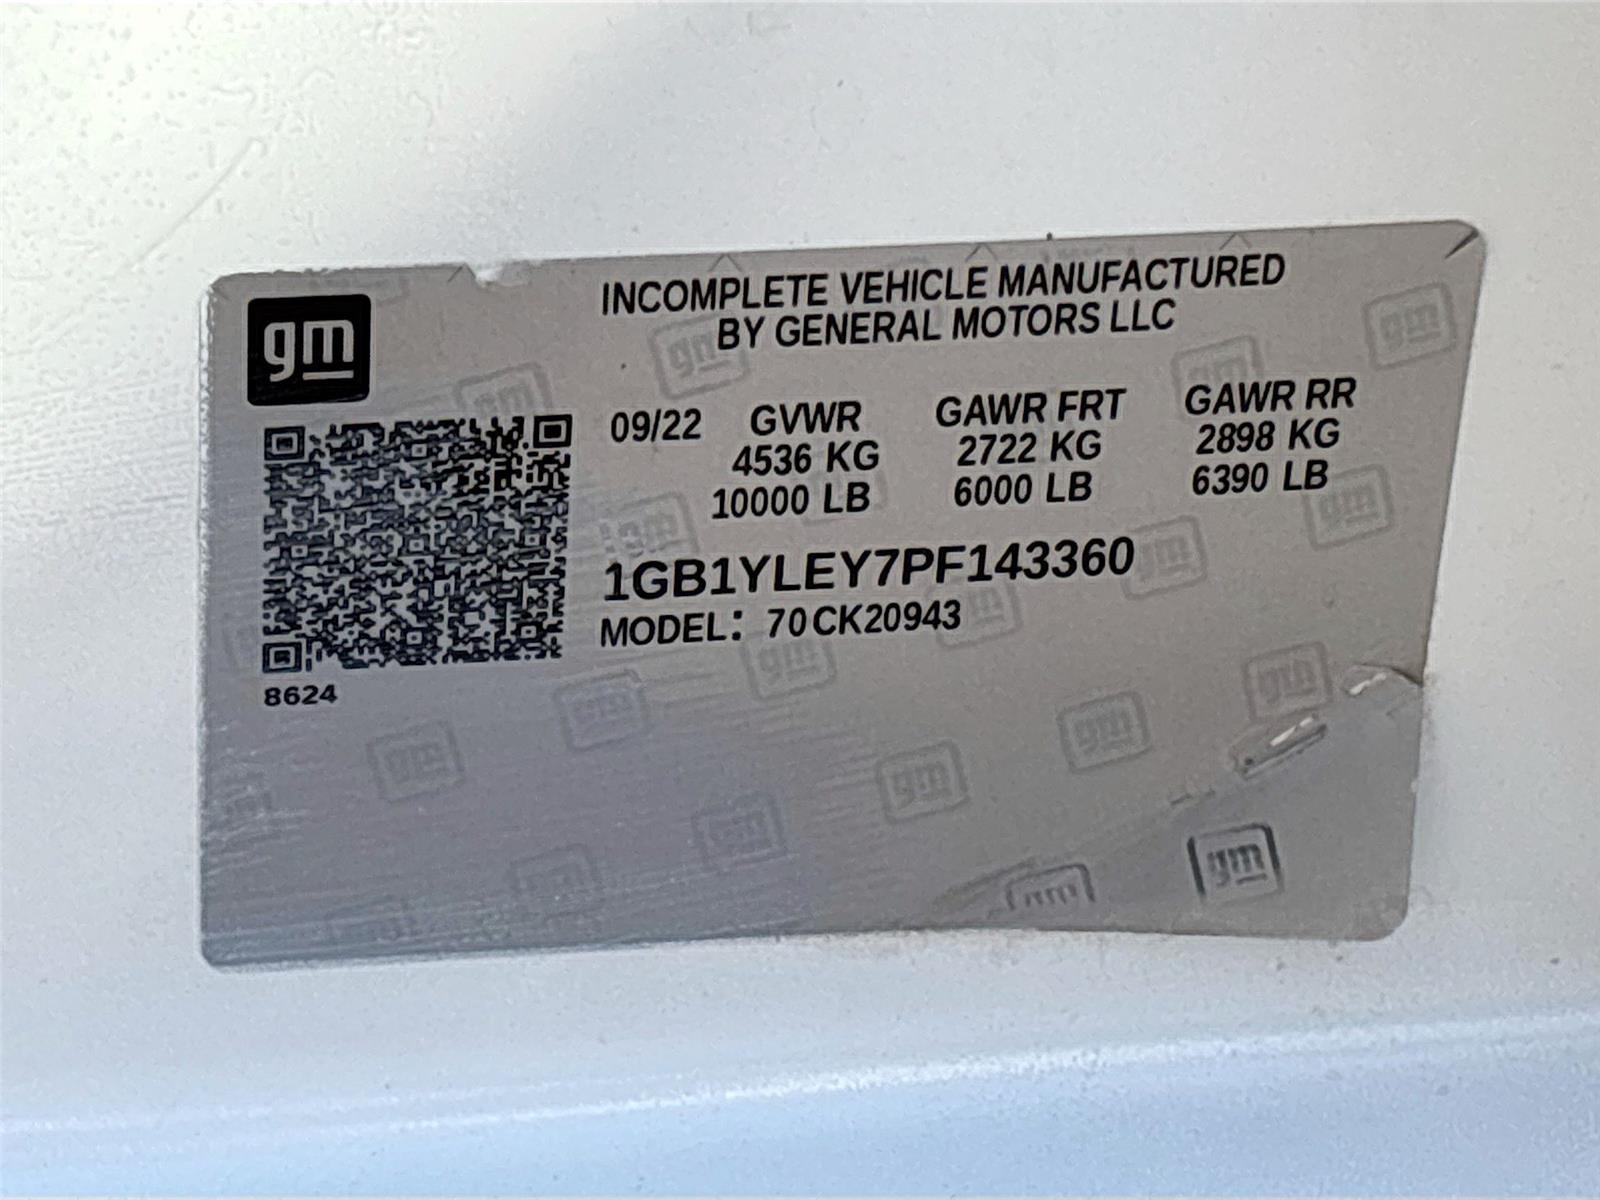 gm
INCOMPLETE VEHICLE MANUFACTURED
BY GENERAL MOTORS LLC
09/22 GVWR GAWR FRT GAWR RR
4536 KG 2722 KG 2898 KG
10000 LB 6000 LB 6390 LB
1GB1YLEY7PF143360
MODEL: 70CK20943
8624